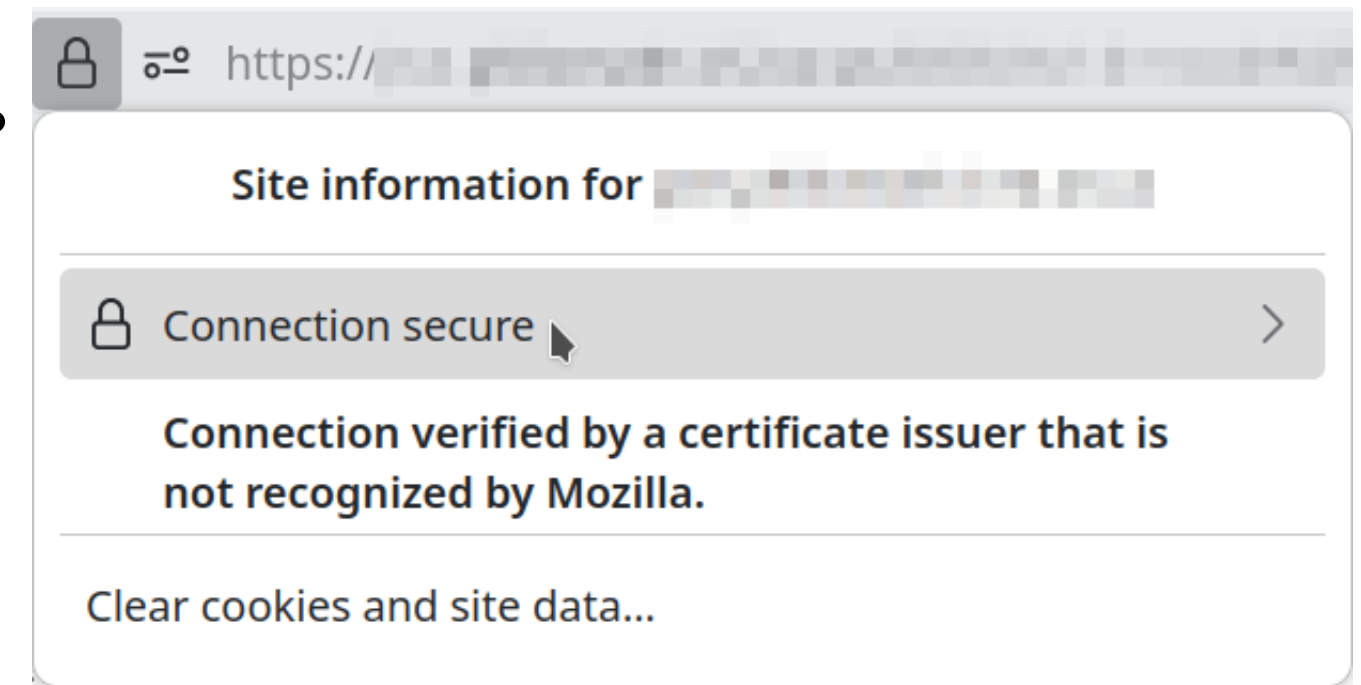 https://
Site information for
Connection secure
Connection verified by a certificate issuer that is
not recognized by Mozilla.
Clear cookies and site data...